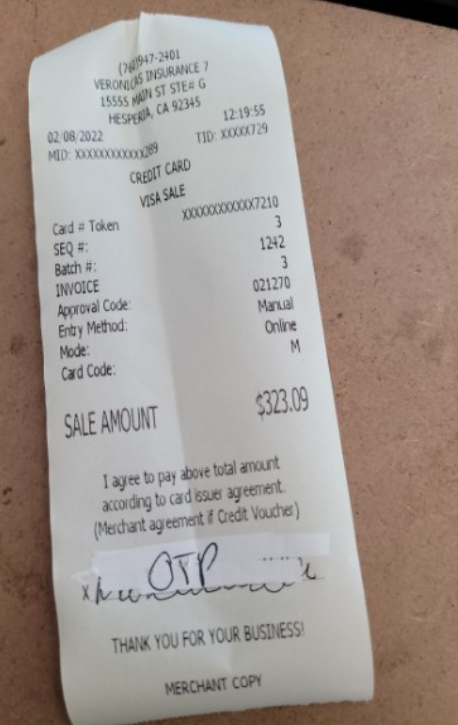 (760)947-2401
VERONICAS INSURANCE 7
15555 MAIN ST STE# G
HESPERIA, CA 92345
02/08/2022 12:19:55
MID: XXXXXXXXXXXX289 TID: XXXXX729
CREDIT CARD
VISA SALE
Card # Token XXXXXXXXXXXX7210
SEQ #: 3
Batch #: 1242
INVOICE 3
Approval Code: 021270
Entry Method: Manual
Mode: Online
Card Code: M
SALE AMOUNT $323.09
I agree to pay above total amount
according to card issuer agreement.
(Merchant agreement if Credit Voucher)
OTP
X
THANK YOU FOR YOUR BUSINESS!
MERCHANT COPY